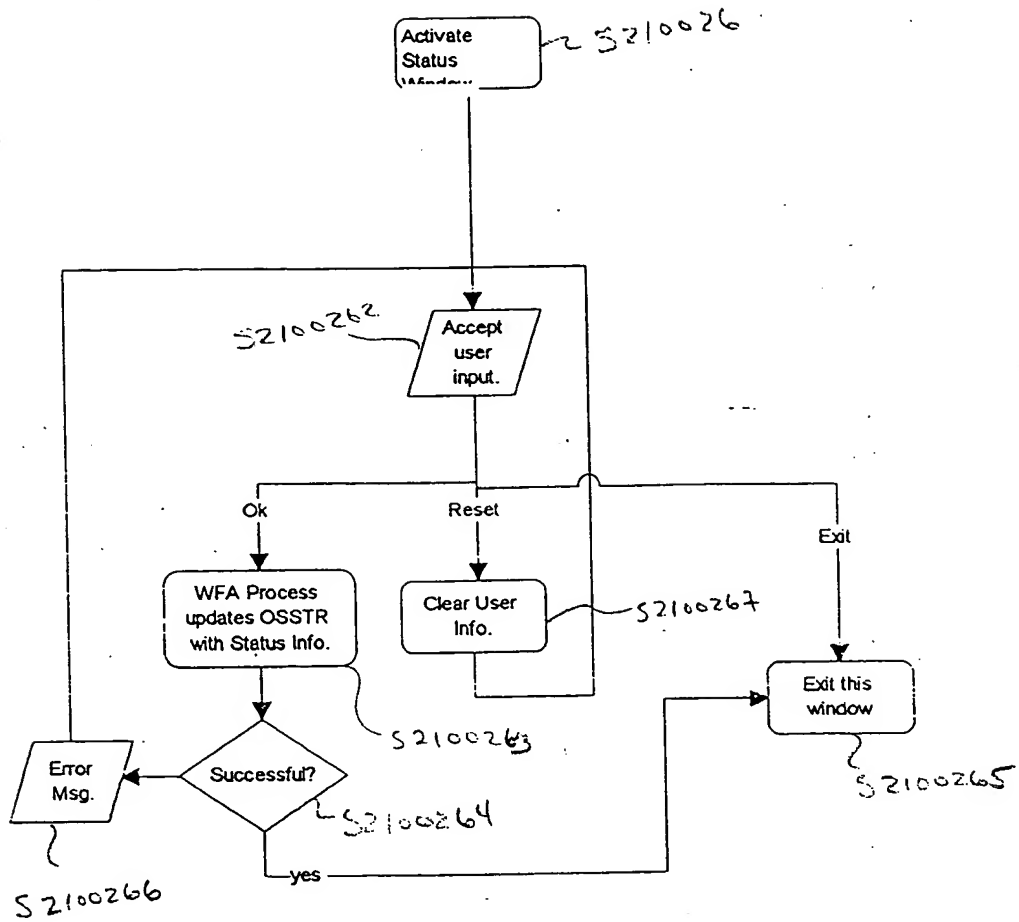 Activate
Status
Window
S210026
S2100262
Accept
user
input.
Ok
Reset
Exit
WFA Process
updates OSSTR
with Status Info.
Clear User
Info.
S2100267
Exit this
window
S2100263
Error
Msg.
Successful?
S2100264
S2100265
yes
S2100266